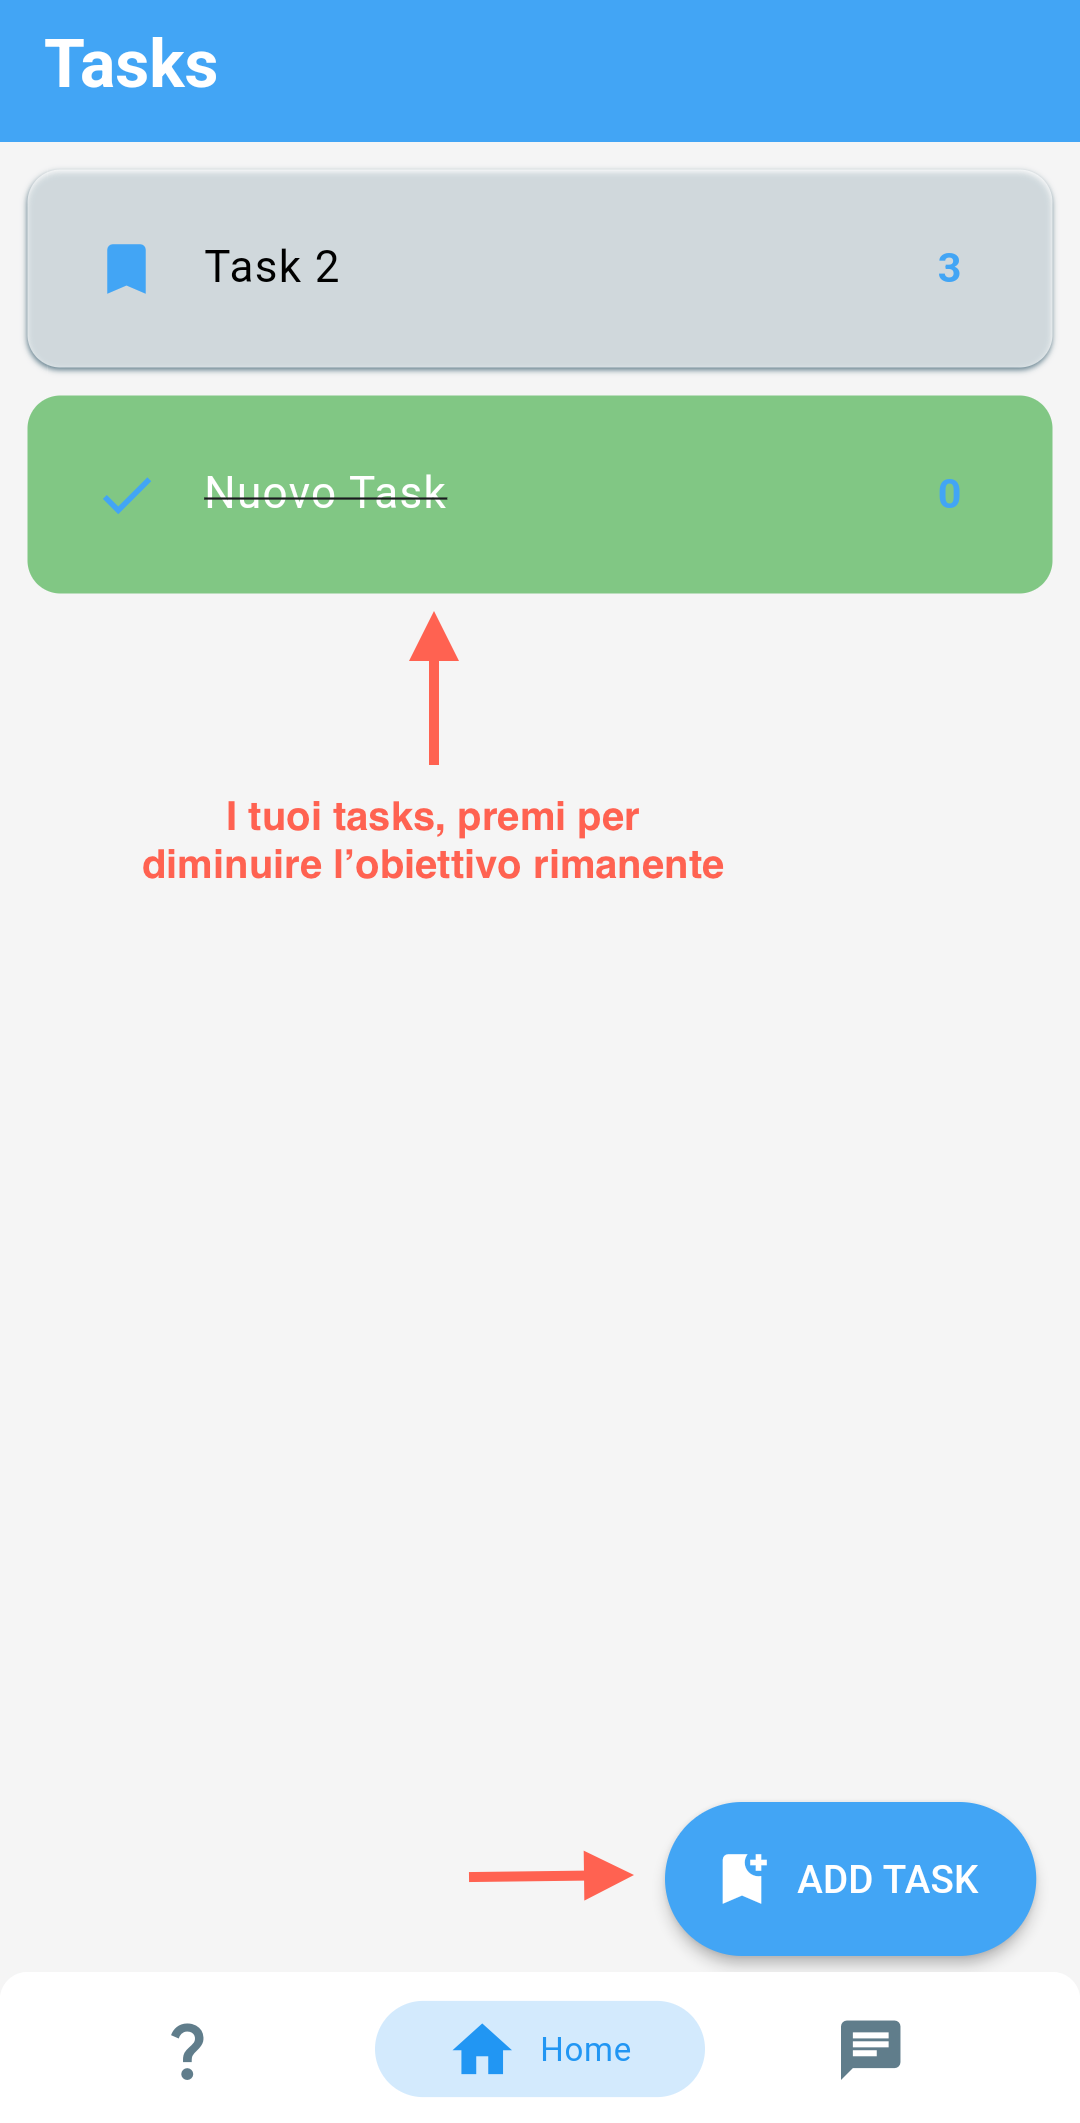 Tasks
Task 2 3
Nuovo Task 0
I tuoi tasks, premi per
diminuire l’obiettivo rimanente
ADD TASK
? Home